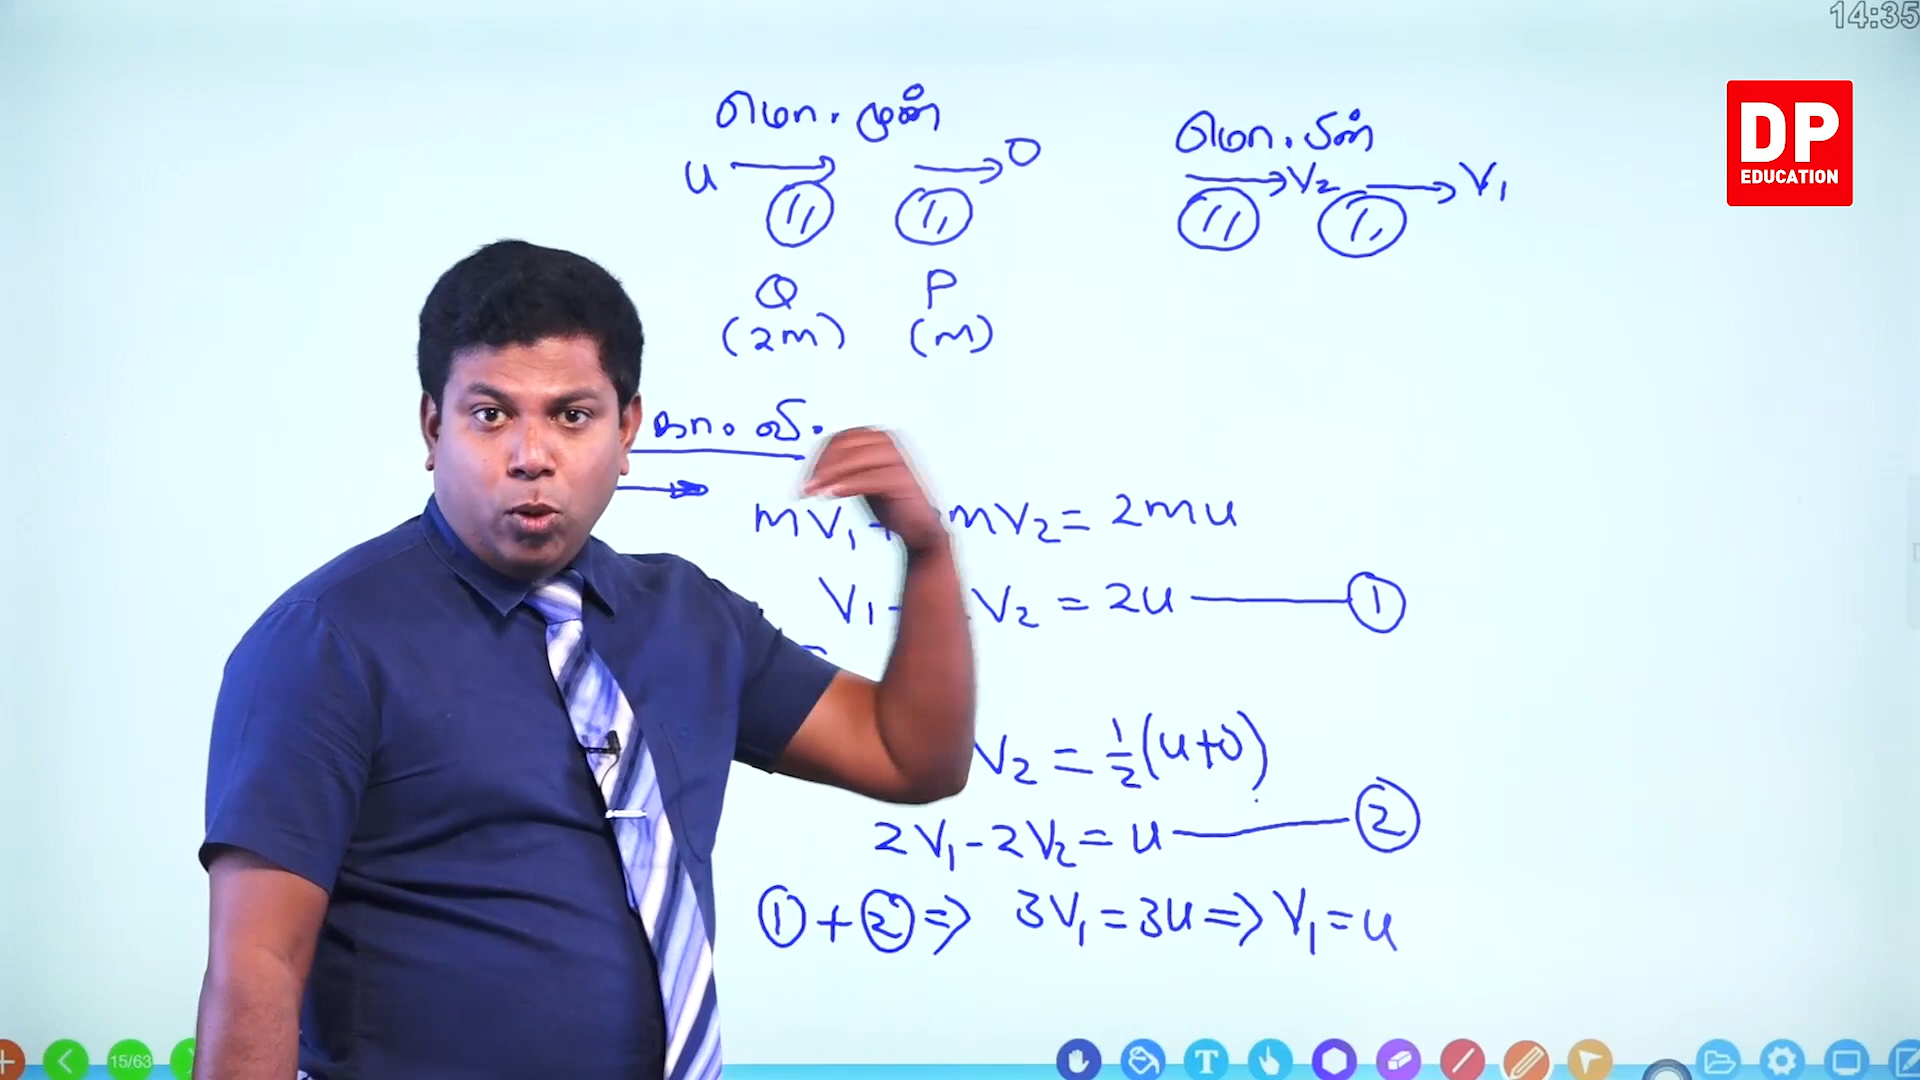 14:35
DP
EDUCATION
மொ. முன்
மொ. பின்
u → → 0
→ V₂ → V₁
Q P
(2m) (m)
கா. வி.
mV₁ + mV₂ = 2mu
V₁ V₂ = 2u — ①
V₂ = ½(u+0)
2V₁ - 2V₂ = u — ②
① + ② ⇒ 3V₁ = 3u ⇒ V₁ = u
15/63
T